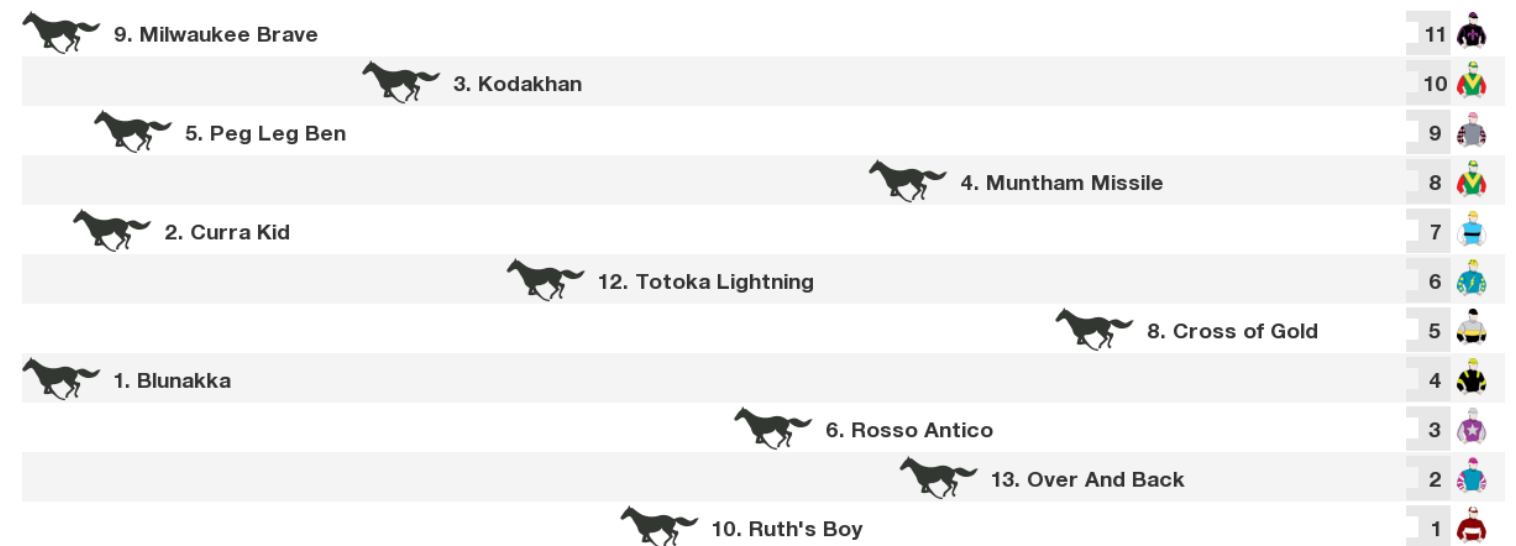 9. Milwaukee Brave 11
3. Kodakhan 10
5. Peg Leg Ben 9
4. Muntham Missile 8
2. Curra Kid 7
12. Totoka Lightning 6
8. Cross of Gold 5
1. Blunakka 4
6. Rosso Antico 3
13. Over And Back 2
10. Ruth's Boy 1